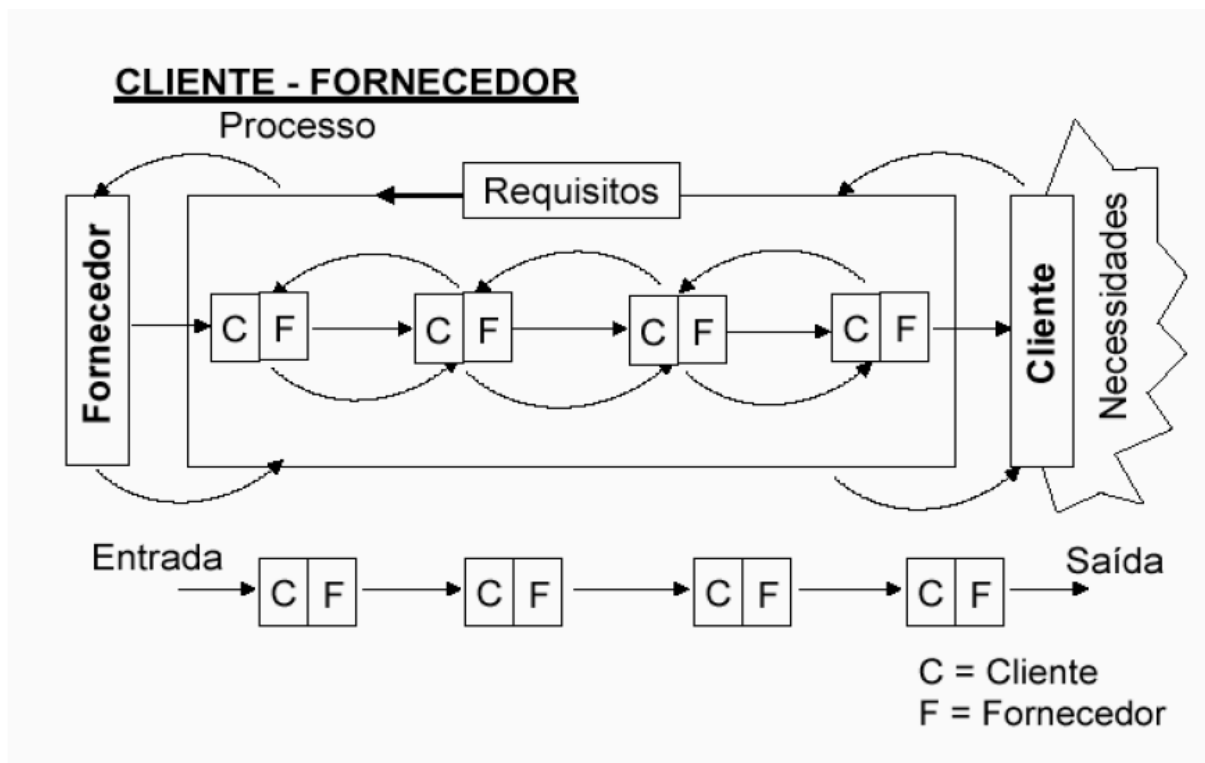 CLIENTE - FORNECEDOR
Processo
Requisitos
Fornecedor
C F
C F
C F
C F
Cliente
Necessidades
Entrada
C F
C F
C F
C F
Saída
C = Cliente
F = Fornecedor